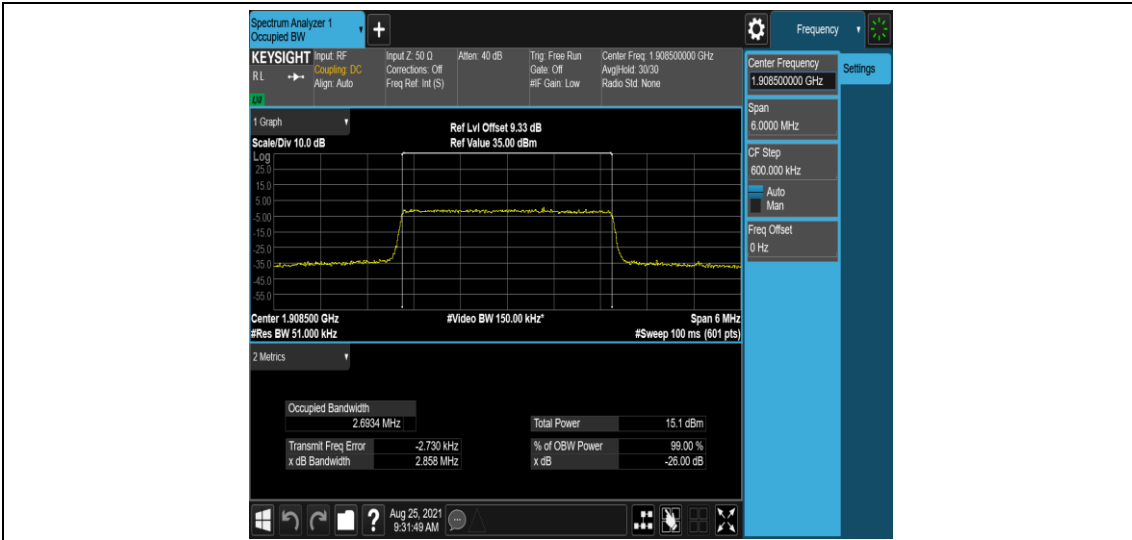 Spectrum Analyzer 1
Occupied BW
+
Frequency
KEYSIGHT
RL
LXI
Input: RF
Coupling: DC
Align: Auto
Input Z: 50 Ω
Corrections: Off
Freq Ref: Int (S)
Atten: 40 dB
Trig: Free Run
Gate: Off
#IF Gain: Low
Center Freq: 1.908500000 GHz
Avg|Hold: 30/30
Radio Std: None
Center Frequency
1.908500000 GHz
Settings
Span
6.0000 MHz
CF Step
600.000 kHz
Auto
Man
Freq Offset
0 Hz
1 Graph
Scale/Div 10.0 dB
Ref Lvl Offset 9.33 dB
Ref Value 35.00 dBm
Log
25.0
15.0
5.00
-5.00
-15.0
-25.0
-35.0
-45.0
-55.0
Center 1.908500 GHz
#Video BW 150.00 kHz*
Span 6 MHz
#Res BW 51.000 kHz
#Sweep 100 ms (601 pts)
2 Metrics
Occupied Bandwidth
2.6934 MHz
Total Power 15.1 dBm
Transmit Freq Error -2.730 kHz
% of OBW Power 99.00 %
x dB Bandwidth 2.858 MHz
x dB -26.00 dB
?
Aug 25, 2021
9:31:49 AM